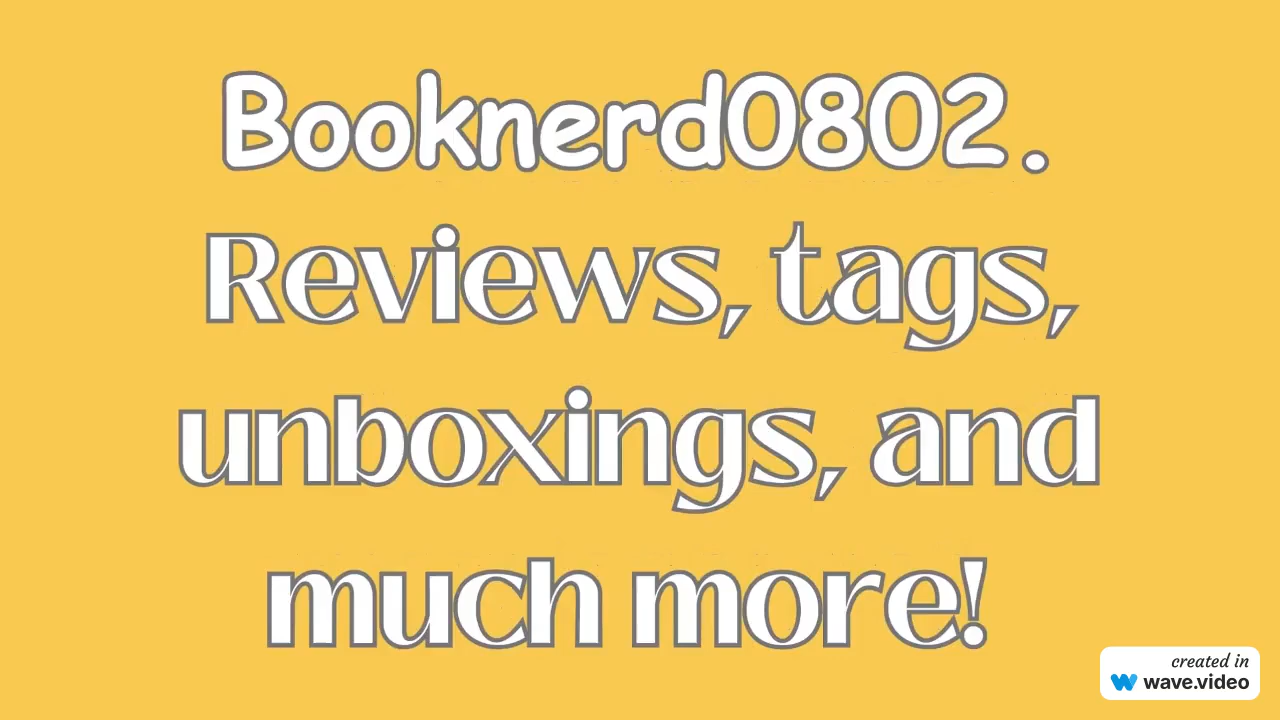 Booknerd0802.
Reviews, tags,
unboxings, and
much more!
created in
wave.video